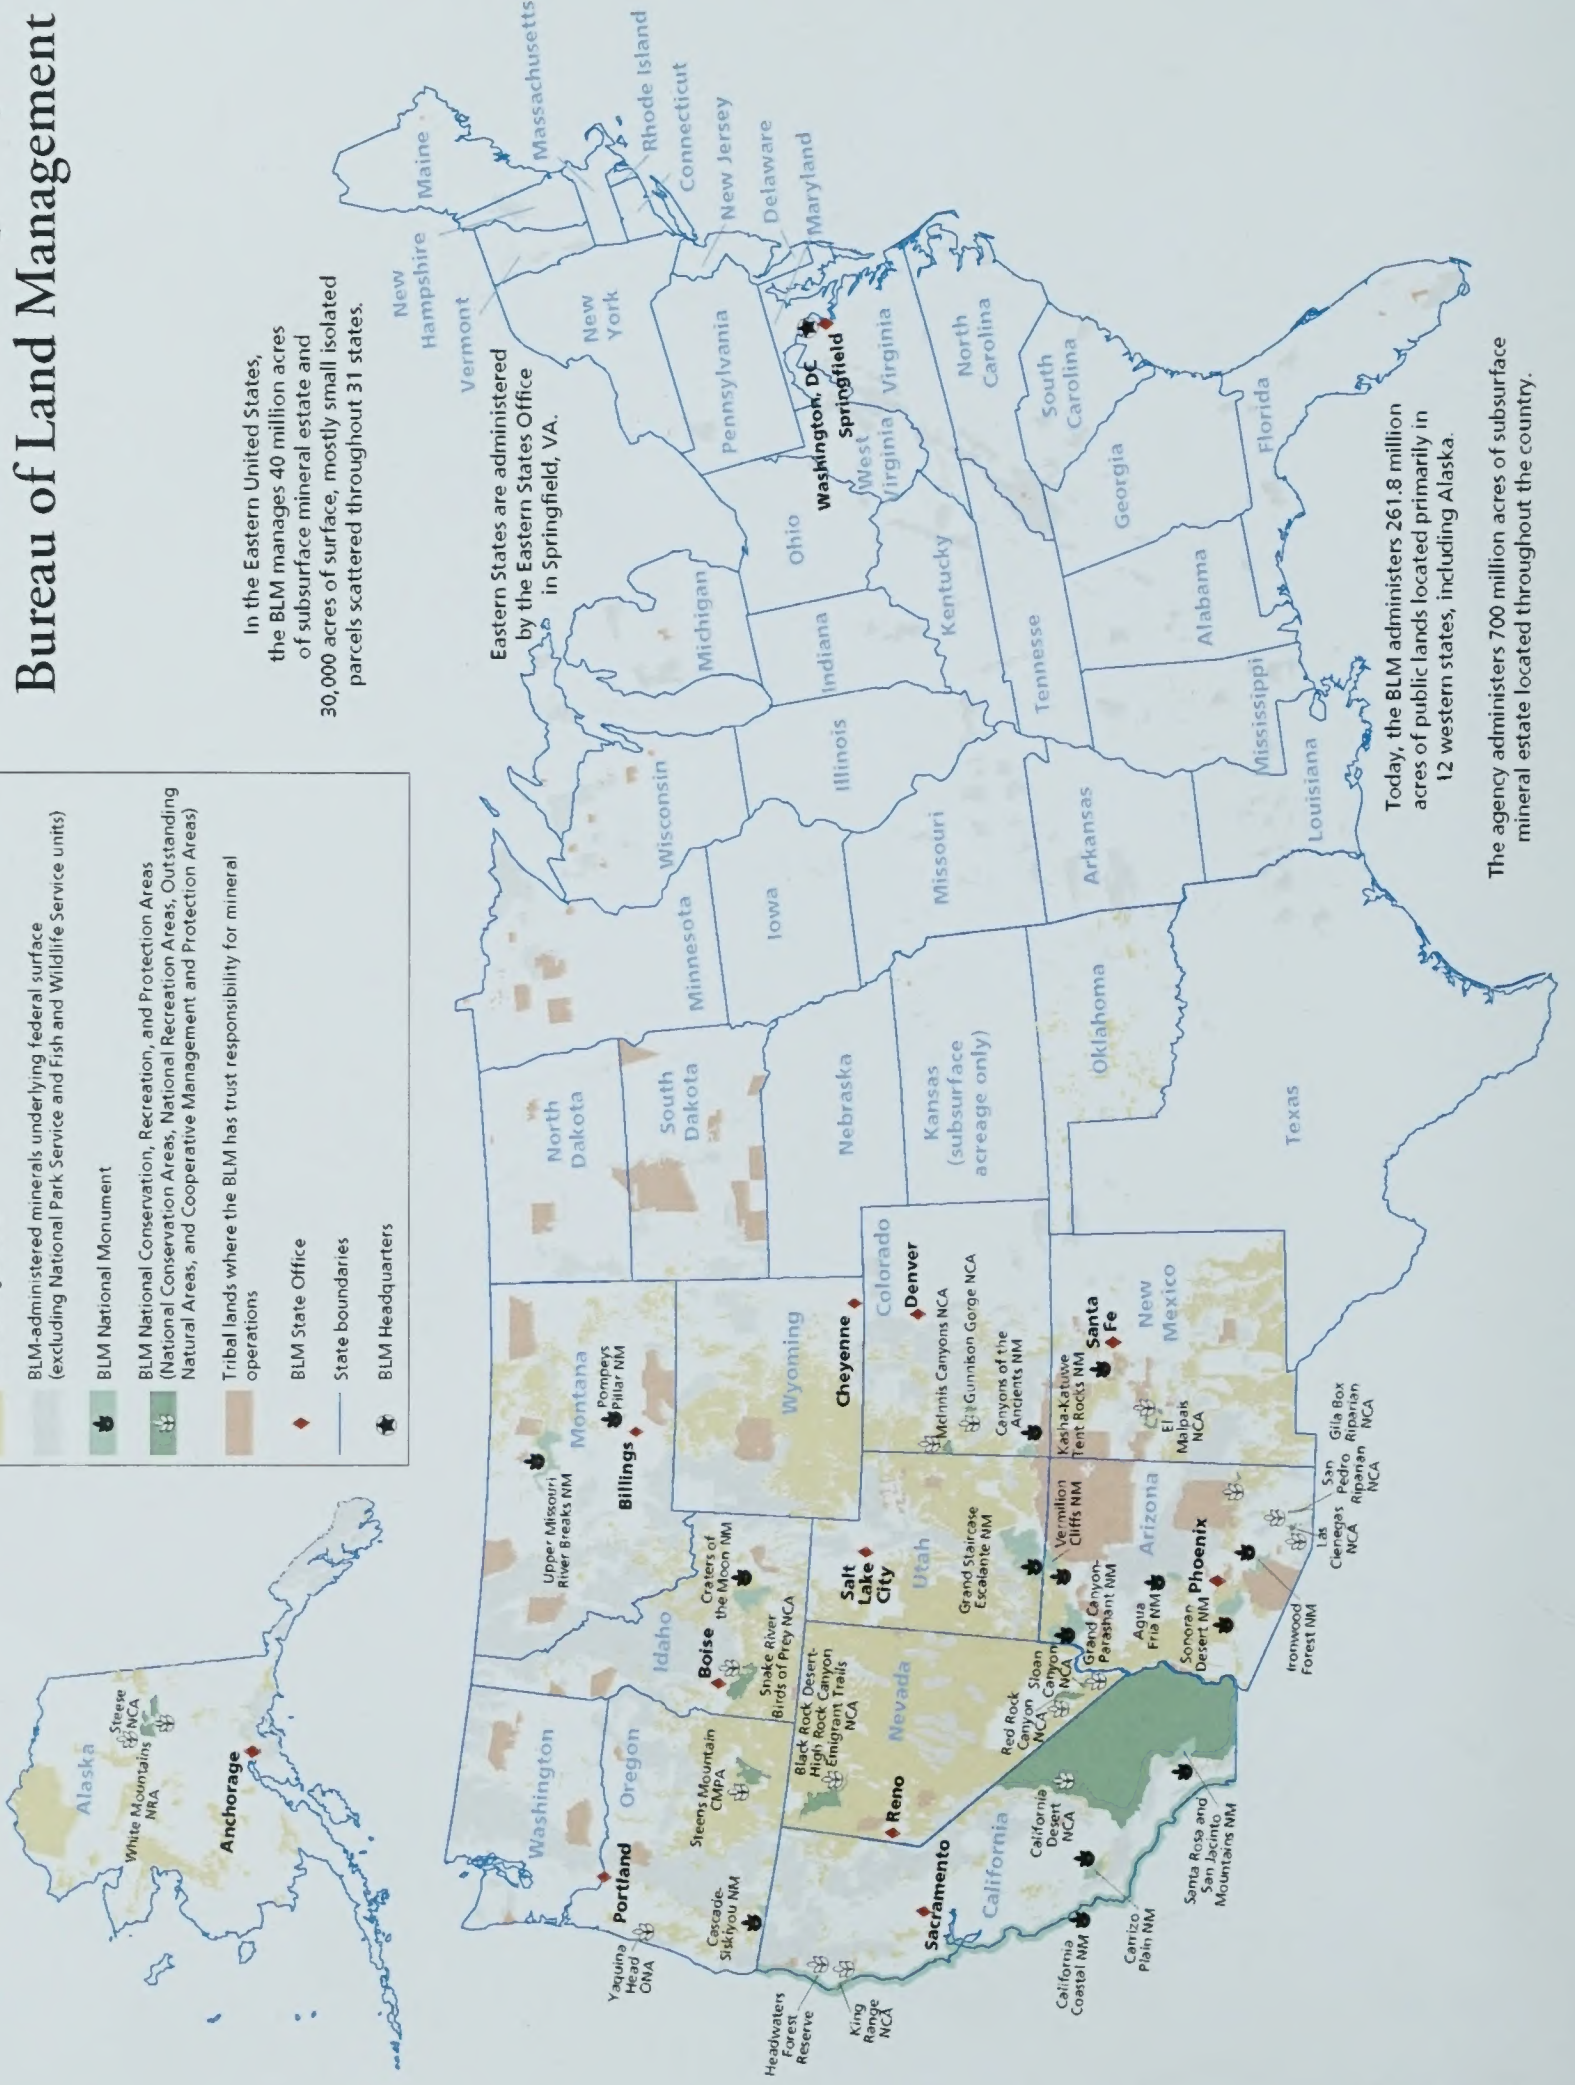 Bureau of Land Management
BLM-administered minerals underlying federal surface
(excluding National Park Service and Fish and Wildlife Service units)
BLM National Monument
BLM National Conservation, Recreation, and Protection Areas
(National Conservation Areas, National Recreation Areas, Outstanding
Natural Areas, and Cooperative Management and Protection Areas)
Tribal lands where the BLM has trust responsibility for mineral
operations
BLM State Office
State boundaries
BLM Headquarters
In the Eastern United States,
the BLM manages 40 million acres
of subsurface mineral estate and
30,000 acres of surface, mostly small isolated
parcels scattered throughout 31 states.
Eastern States are administered
by the Eastern States Office
in Springfield, VA.
Alaska
Steese
NCA
White Mountains
NRA
Anchorage
Washington
Portland
Oregon
Yaquina
Head
ONA
Steens Mountain
CMPA
Cascade-
Siskiyou NM
Idaho
Boise
Craters of
the Moon NM
Snake River
Birds of Prey NCA
Montana
Upper Missouri
River Breaks NM
Pompeys
Pillar NM
Billings
Wyoming
Cheyenne
North
Dakota
South
Dakota
Nebraska
Kansas
(subsurface
acreage only)
Minnesota
Iowa
Wisconsin
Michigan
Illinois
Indiana
Ohio
Missouri
Kentucky
Tennesse
Arkansas
Oklahoma
Texas
Louisiana
Mississippi
Alabama
Georgia
Florida
South
Carolina
North
Carolina
Virginia
West
Virginia
Washington, DC
Springfield
Pennsylvania
New
York
Vermont
New
Hampshire
Maine
Massachusetts
Rhode Island
Connecticut
New Jersey
Delaware
Maryland
Headwaters
Forest
Reserve
King
Range
NCA
Sacramento
California
California
Desert
NCA
California
Coastal NM
Carrizo
Plain NM
Santa Rosa and
San Jacinto
Mountains NM
Reno
Nevada
Black Rock Desert-
High Rock Canyon
Emigrant Trails
NCA
Red Rock
Canyon
NCA
Sloan
Canyon
NCA
Salt
Lake
City
Utah
Grand Staircase
Escalante NM
Colorado
Denver
McInnis Canyons NCA
Gunnison Gorge NCA
Canyons of the
Ancients NM
Arizona
Vermilion
Cliffs NM
Grand Canyon-
Parashant NM
Agua
Fria NM
Sonoran
Desert NM
Phoenix
Ironwood
Forest NM
Las
Cienegas
NCA
San
Pedro
Riparian
NCA
Gila Box
Riparian
NCA
New
Mexico
Santa
Fe
Kasha-Katuwe
Tent Rocks NM
El
Malpais
NCA
Today, the BLM administers 261.8 million
acres of public lands located primarily in
12 western states, including Alaska.
The agency administers 700 million acres of subsurface
mineral estate located throughout the country.